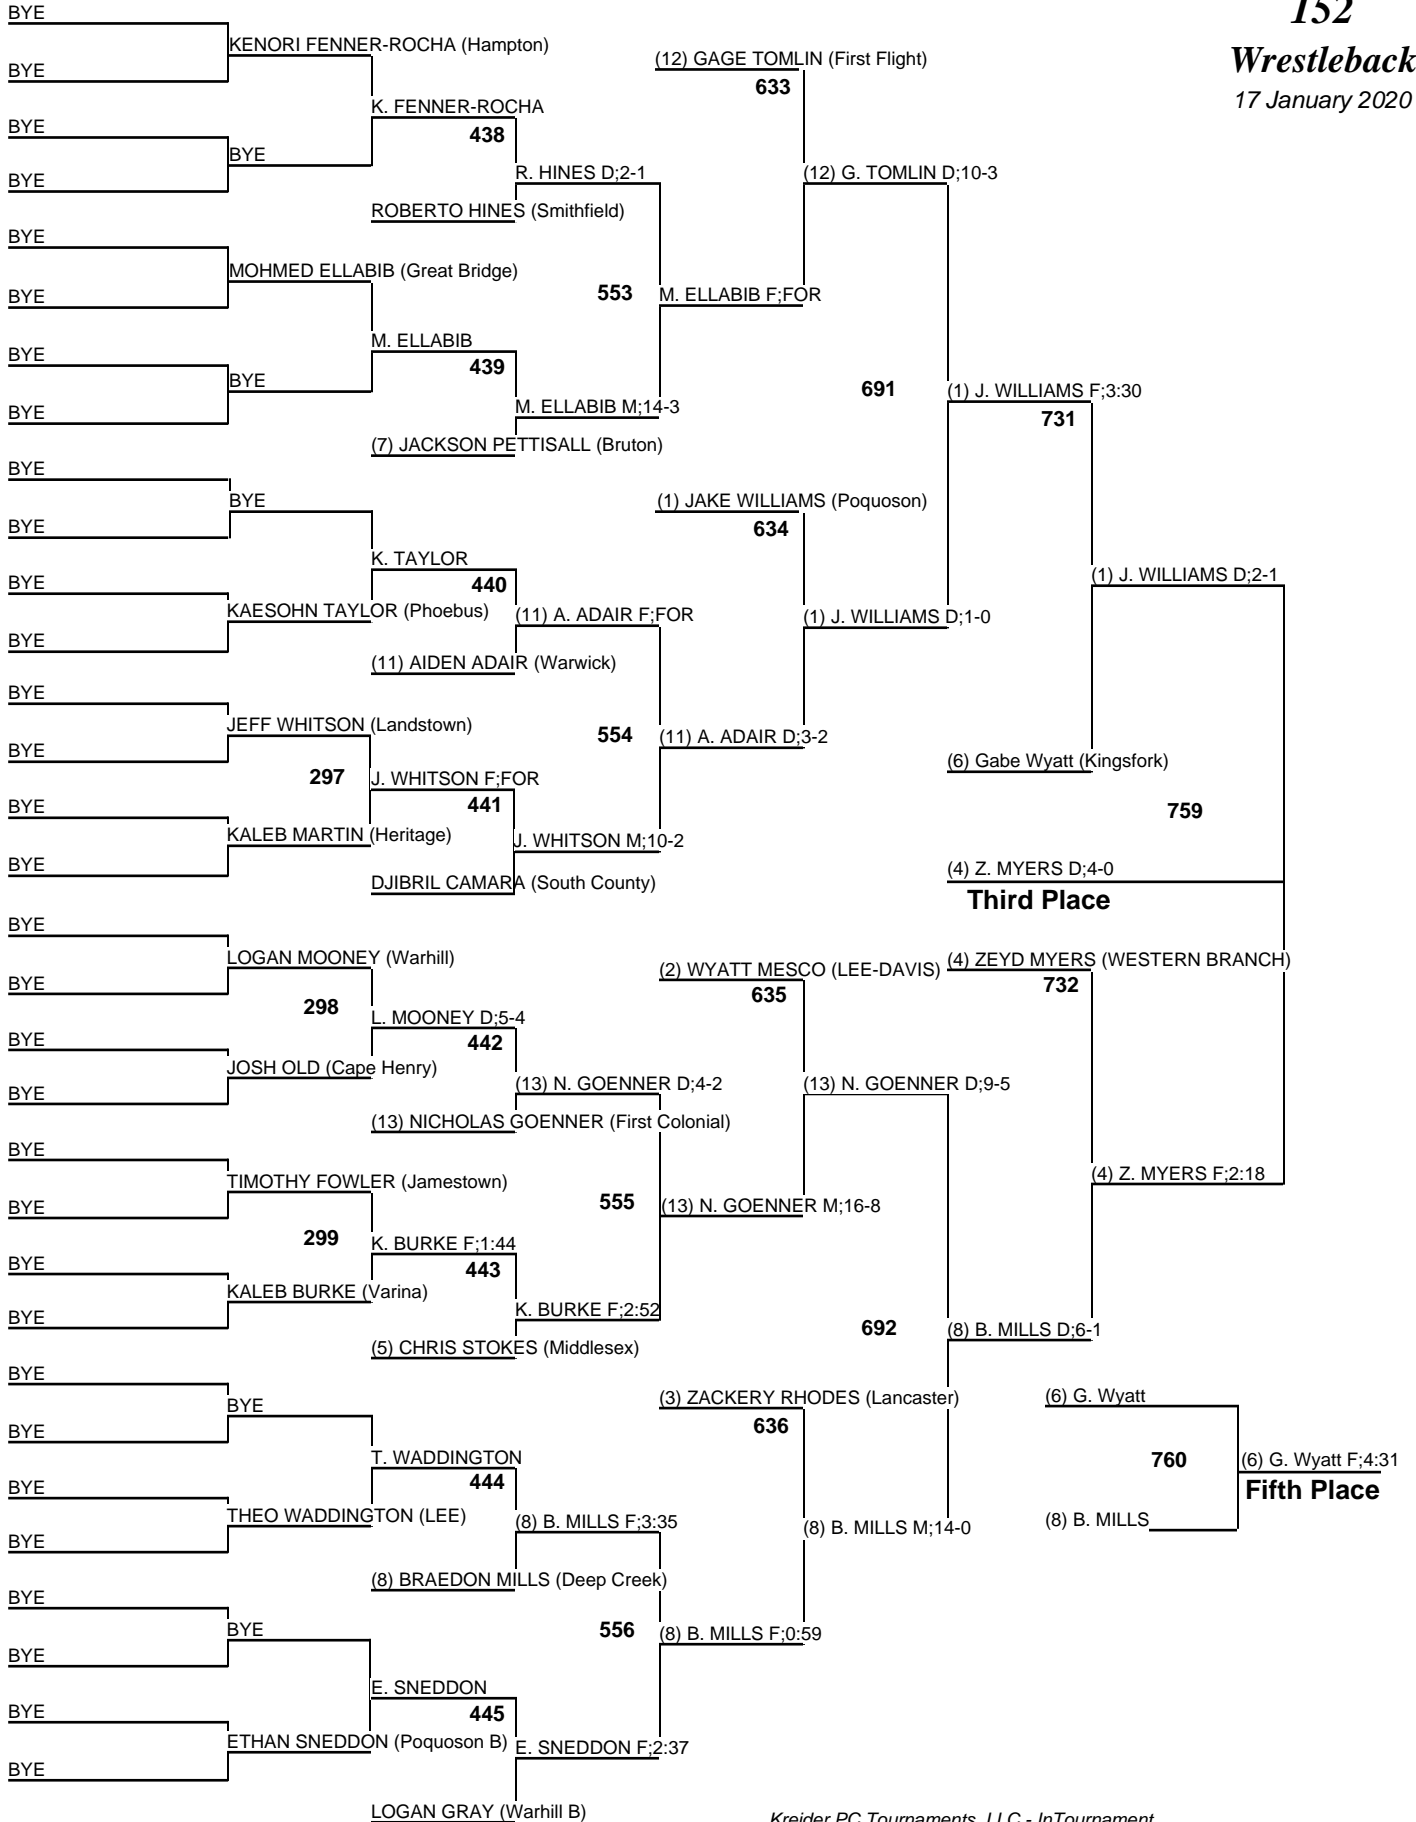 BYE
152
KENORI FENNER-ROCHA (Hampton)
(12) GAGE TOMLIN (First Flight)
Wrestleback
BYE
633
17 January 2020
K. FENNER-ROCHA
BYE
438
BYE
R. HINES D;2-1
(12) G. TOMLIN D;10-3
BYE
ROBERTO HINES (Smithfield)
BYE
MOHMED ELLABIB (Great Bridge)
553
M. ELLABIB F;FOR
BYE
M. ELLABIB
BYE
439
BYE
691
(1) J. WILLIAMS F;3:30
M. ELLABIB M;14-3
BYE
731
(7) JACKSON PETTISALL (Bruton)
BYE
BYE
(1) JAKE WILLIAMS (Poquoson)
BYE
634
K. TAYLOR
(1) J. WILLIAMS D;2-1
BYE
440
KAESOHN TAYLOR (Phoebus)
(11) A. ADAIR F;FOR
(1) J. WILLIAMS D;1-0
BYE
(11) AIDEN ADAIR (Warwick)
BYE
JEFF WHITSON (Landstown)
554
(11) A. ADAIR D;3-2
BYE
(6) Gabe Wyatt (Kingsfork)
297
J. WHITSON F;FOR
BYE
441
759
KALEB MARTIN (Heritage)
J. WHITSON M;10-2
BYE
(4) Z. MYERS D;4-0
DJIBRIL CAMARA (South County)
Third Place
BYE
LOGAN MOONEY (Warhill)
(2) WYATT MESCO (LEE-DAVIS)
(4) ZEYD MYERS (WESTERN BRANCH)
BYE
635
732
298
L. MOONEY D;5-4
BYE
442
JOSH OLD (Cape Henry)
(13) N. GOENNER D;4-2
(13) N. GOENNER D;9-5
BYE
(13) NICHOLAS GOENNER (First Colonial)
BYE
TIMOTHY FOWLER (Jamestown)
(4) Z. MYERS F;2:18
BYE
555
(13) N. GOENNER M;16-8
299
K. BURKE F;1:44
BYE
443
KALEB BURKE (Varina)
BYE
K. BURKE F;2:52
692
(8) B. MILLS D;6-1
(5) CHRIS STOKES (Middlesex)
BYE
BYE
(3) ZACKERY RHODES (Lancaster)
(6) G. Wyatt
BYE
636
T. WADDINGTON
760
(6) G. Wyatt F;4:31
BYE
444
Fifth Place
THEO WADDINGTON (LEE)
(8) B. MILLS F;3:35
(8) B. MILLS M;14-0
(8) B. MILLS
BYE
(8) BRAEDON MILLS (Deep Creek)
BYE
BYE
556
(8) B. MILLS F;0:59
BYE
E. SNEDDON
BYE
445
ETHAN SNEDDON (Poquoson B)
E. SNEDDON F;2:37
BYE
LOGAN GRAY (Warhill B)
Kreider PC Tournaments, LLC - InTournament